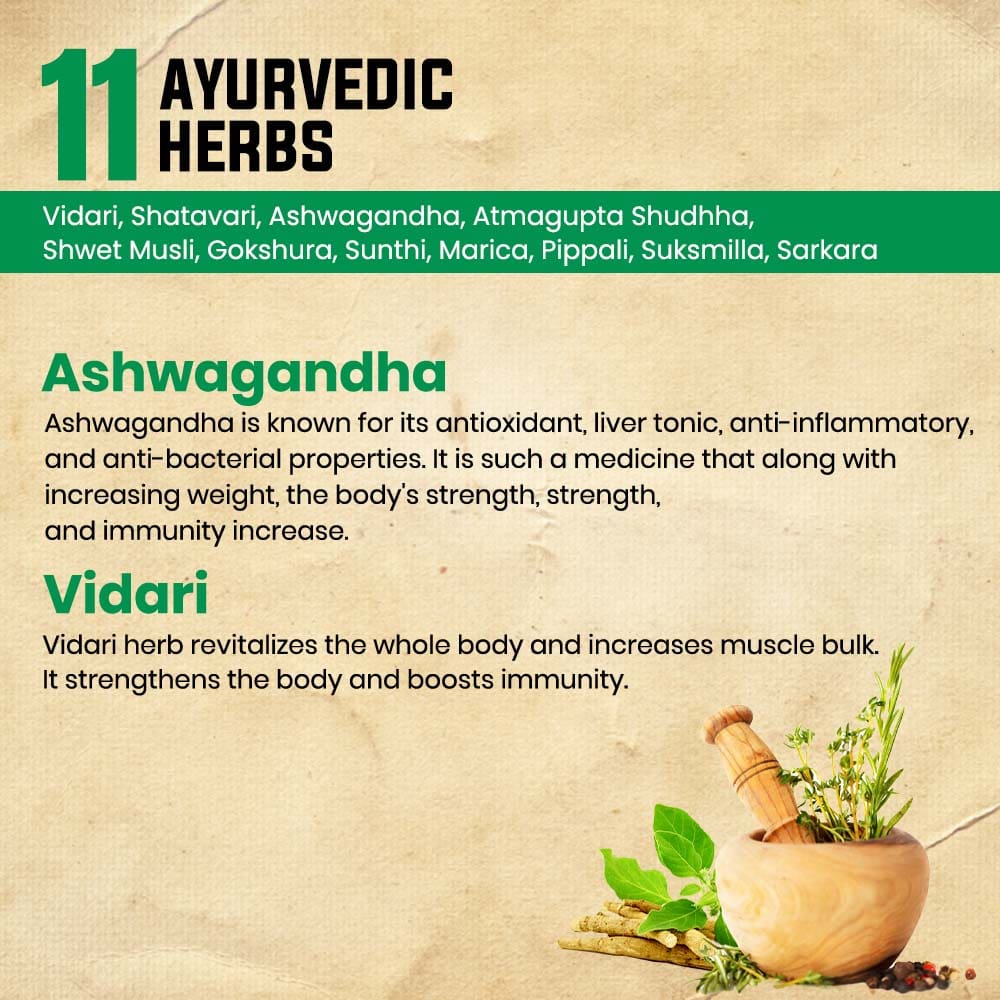 11 AYURVEDIC
HERBS
Vidari, Shatavari, Ashwagandha, Atmagupta Shudhha,
Shwet Musli, Gokshura, Sunthi, Marica, Pippali, Suksmilla, Sarkara
Ashwagandha
Ashwagandha is known for its antioxidant, liver tonic, anti-inflammatory,
and anti-bacterial properties. It is such a medicine that along with
increasing weight, the body's strength, strength,
and immunity increase.
Vidari
Vidari herb revitalizes the whole body and increases muscle bulk.
It strengthens the body and boosts immunity.